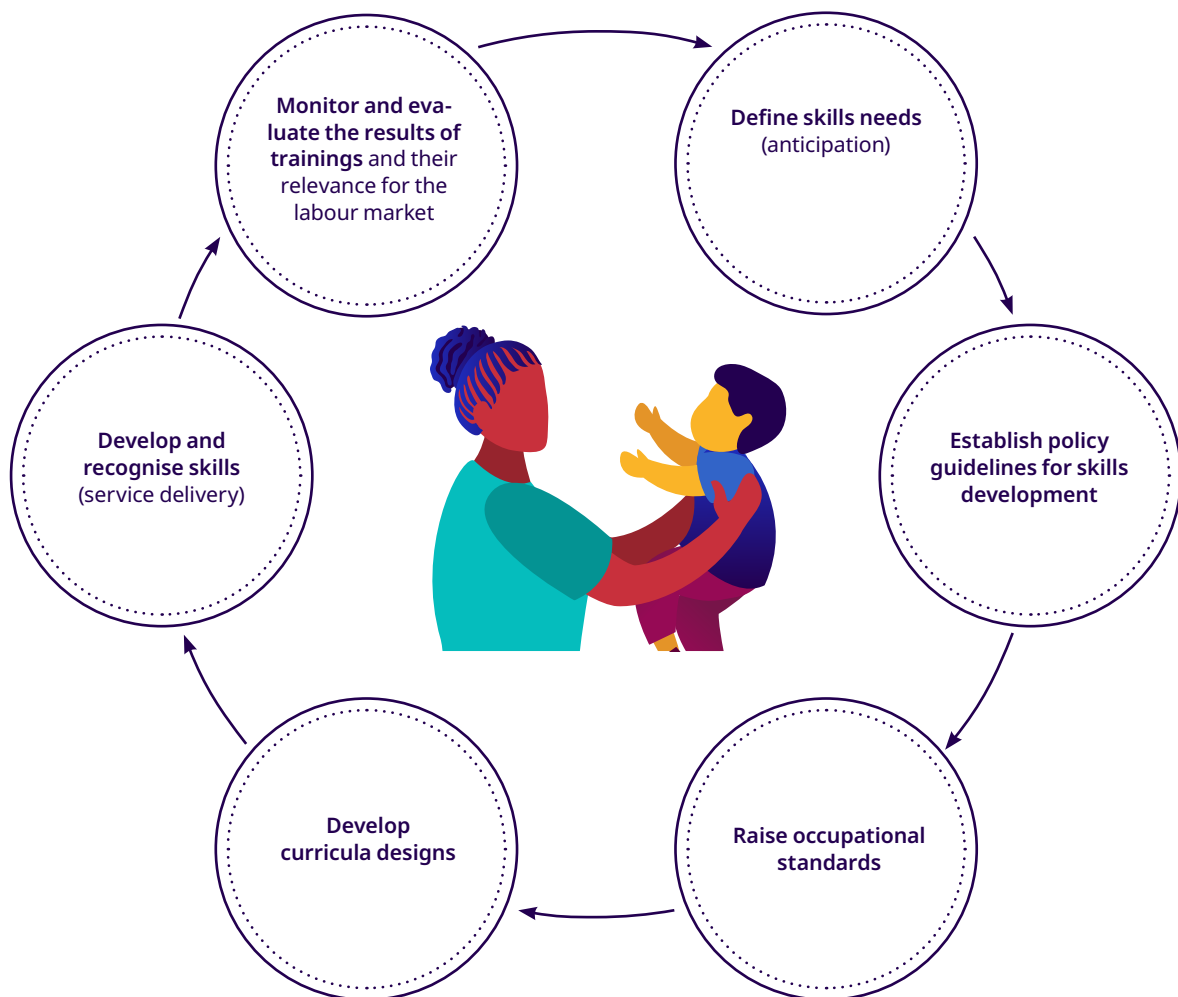 Monitor and eva-
luate the results of
trainings and their
relevance for the
labour market
Define skills needs
(anticipation)
Establish policy
guidelines for skills
development
Raise occupational
standards
Develop
curricula designs
Develop and
recognise skills
(service delivery)